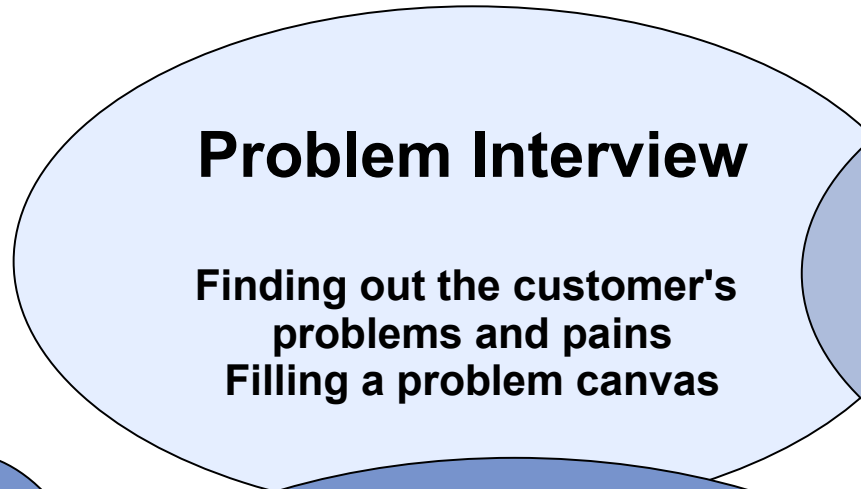 Problem Interview
Finding out the customer's
problems and pains
Filling a problem canvas